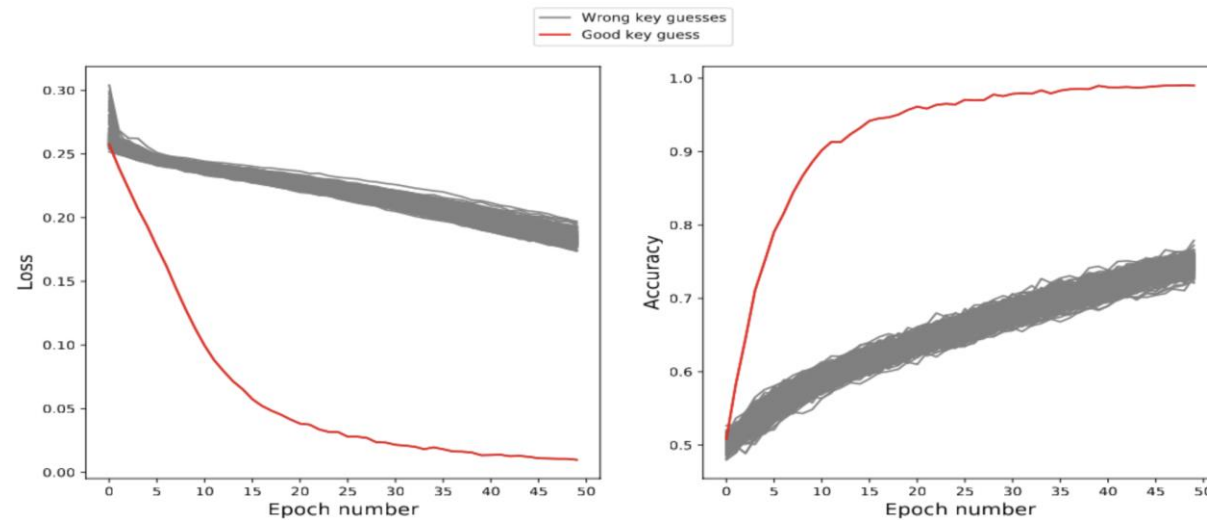 Wrong key guesses
Good key guess
0.30
0.25
0.20
0.15
0.10
0.05
0.00
Loss
0 5 10 15 20 25 30 35 40 45 50
Epoch number
1.0
0.9
0.8
0.7
0.6
0.5
Accuracy
0 5 10 15 20 25 30 35 40 45 50
Epoch number